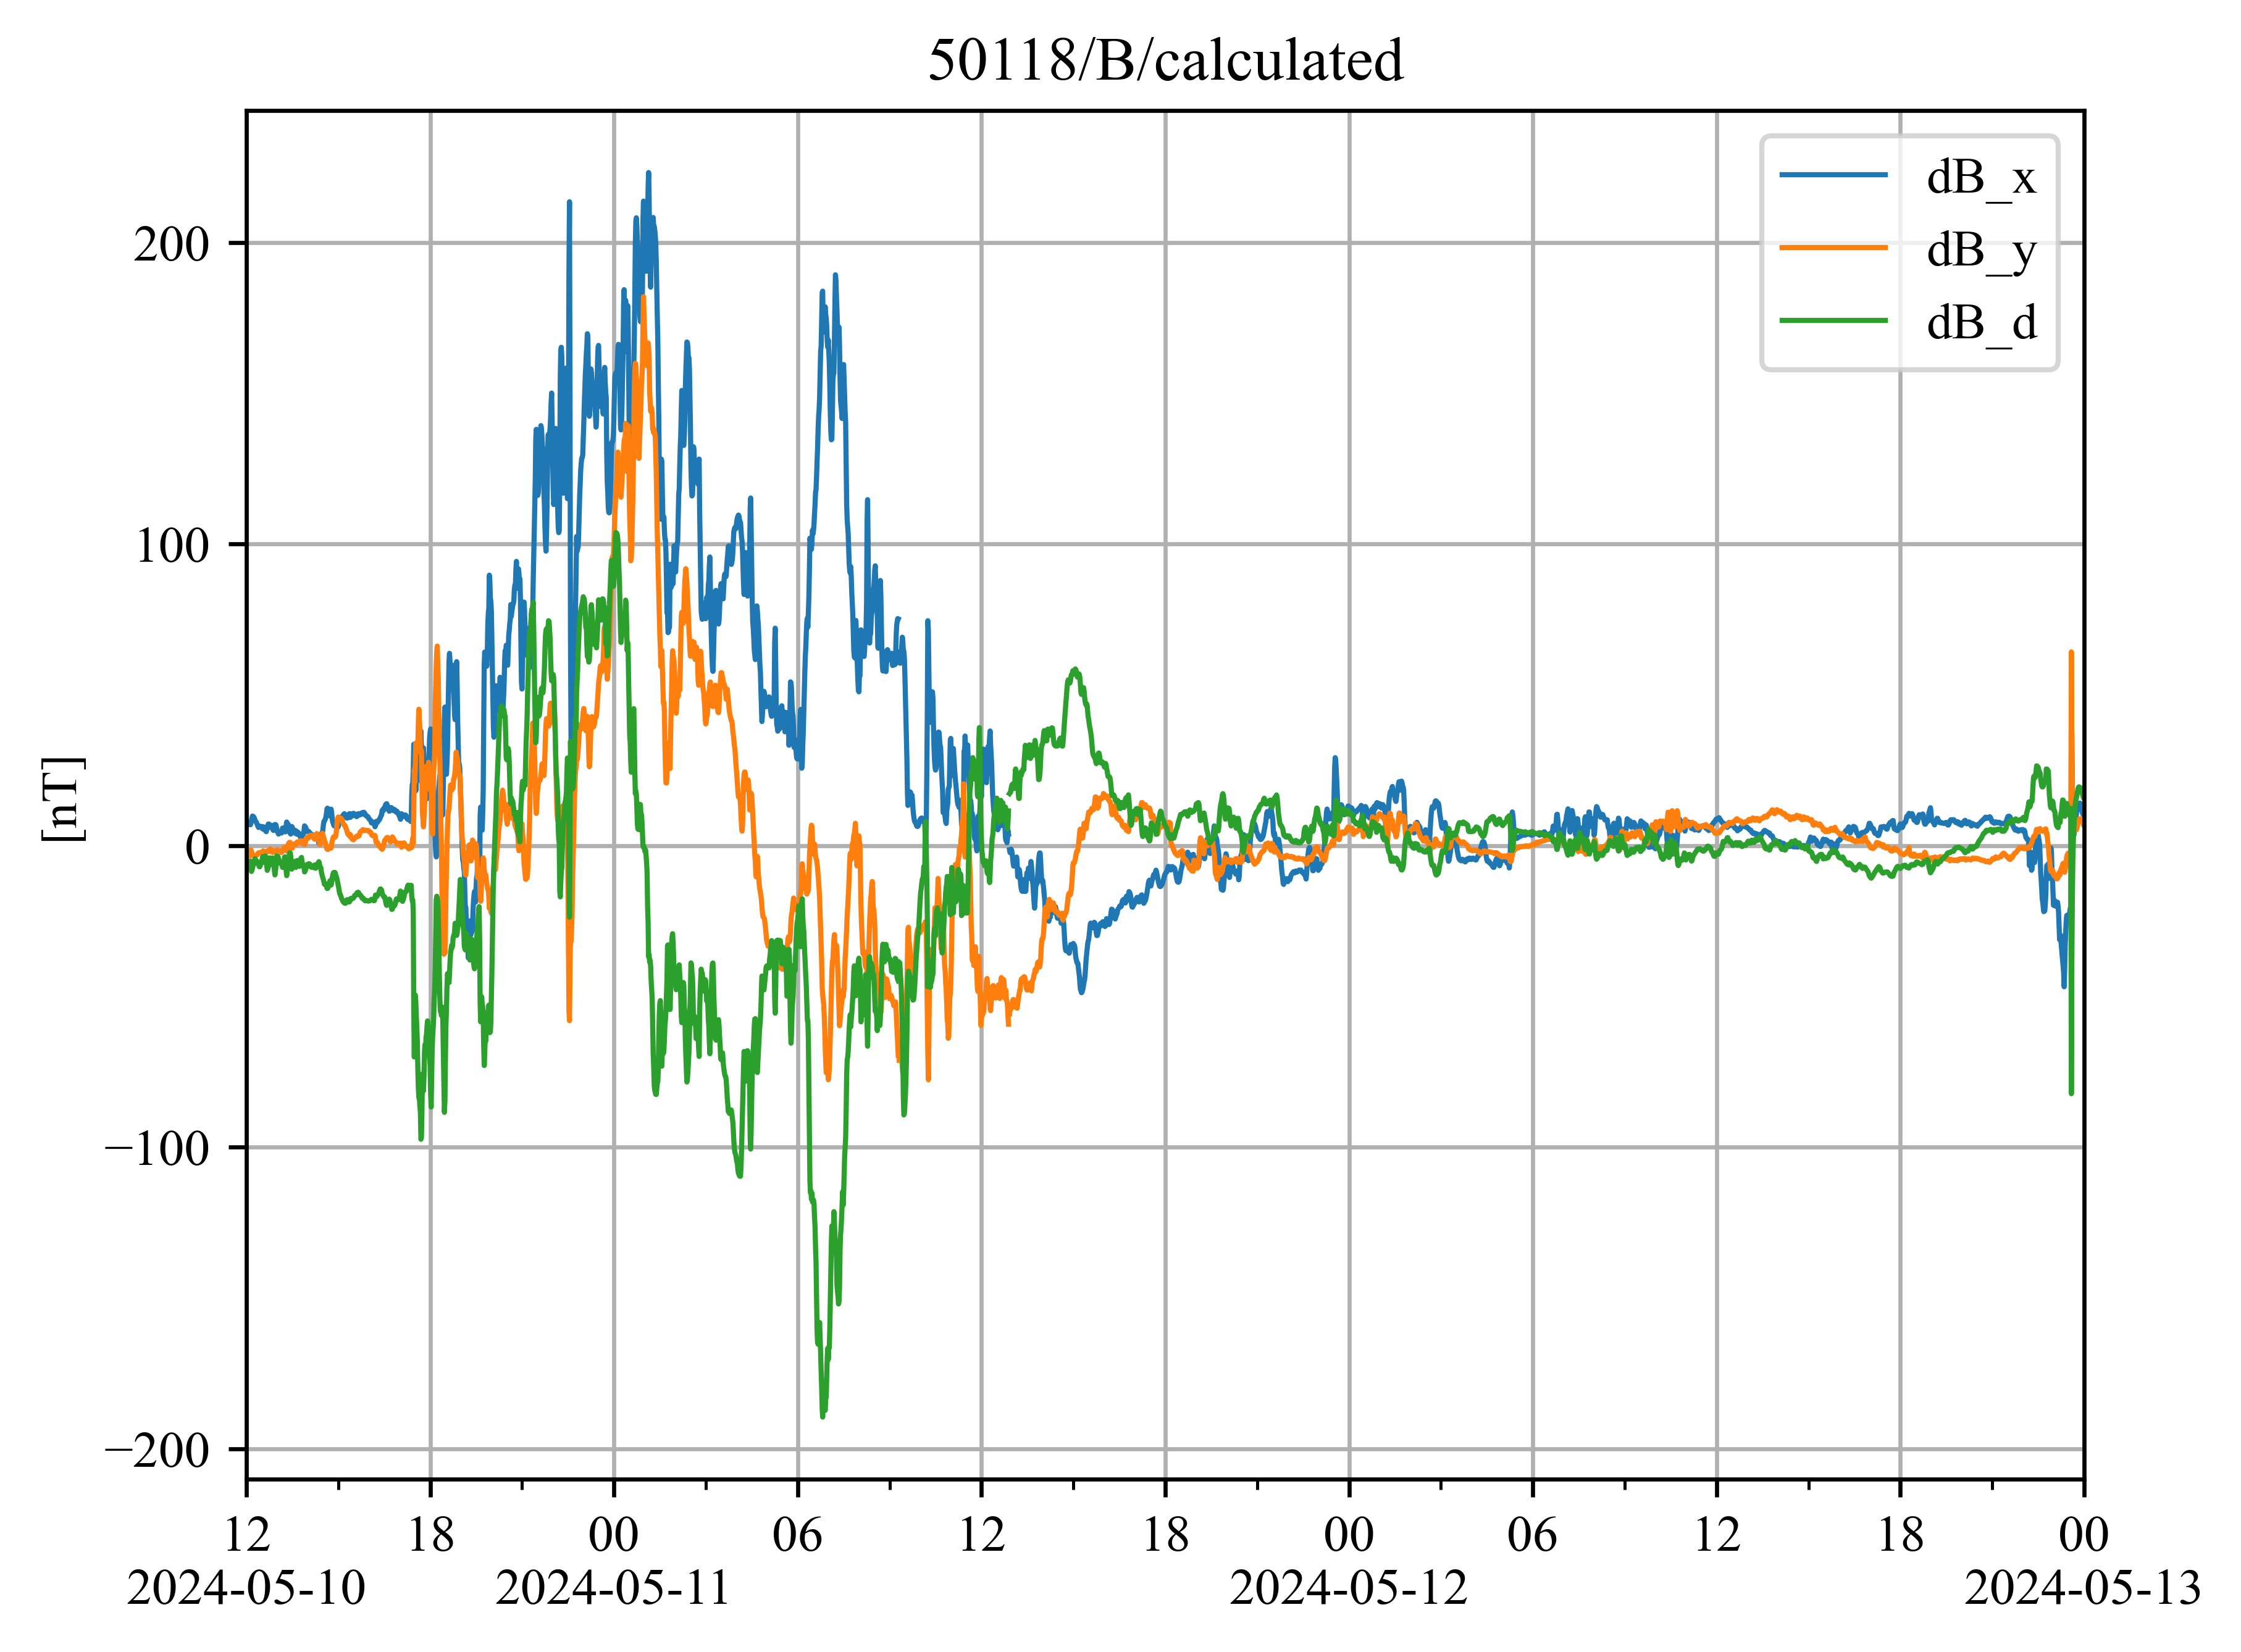 50118/B/calculated
dB_x
dB_y
dB_d
[nT]
200
100
0
−100
−200
12 18 00 06 12 18 00 06 12 18 00
2024-05-10 2024-05-11 2024-05-12 2024-05-13